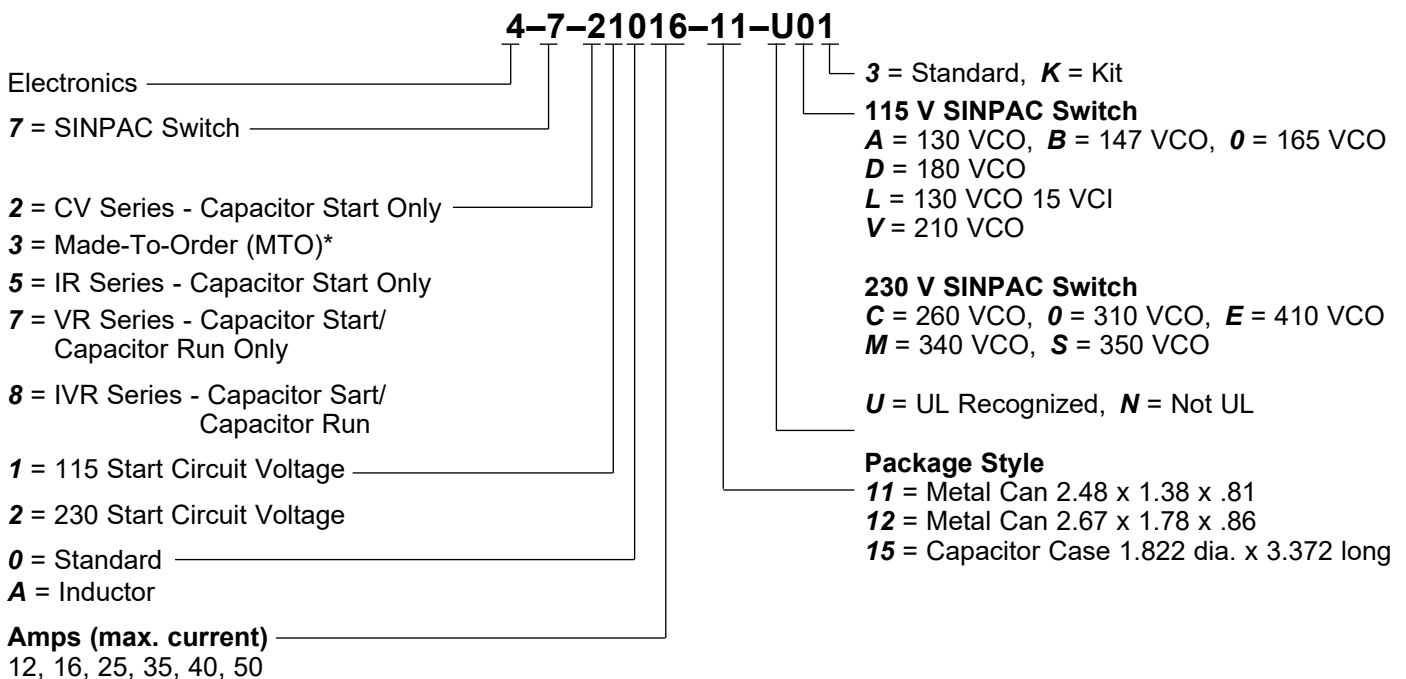 4–7–21016–11–U01
Electronics
7 = SINPAC Switch
2 = CV Series - Capacitor Start Only
3 = Made-To-Order (MTO)*
5 = IR Series - Capacitor Start Only
7 = VR Series - Capacitor Start/
Capacitor Run Only
8 = IVR Series - Capacitor Sart/
Capacitor Run
1 = 115 Start Circuit Voltage
2 = 230 Start Circuit Voltage
0 = Standard
A = Inductor
Amps (max. current)
12, 16, 25, 35, 40, 50
3 = Standard, K = Kit
115 V SINPAC Switch
A = 130 VCO, B = 147 VCO, 0 = 165 VCO
D = 180 VCO
L = 130 VCO 15 VCI
V = 210 VCO
230 V SINPAC Switch
C = 260 VCO, 0 = 310 VCO, E = 410 VCO
M = 340 VCO, S = 350 VCO
U = UL Recognized, N = Not UL
Package Style
11 = Metal Can 2.48 x 1.38 x .81
12 = Metal Can 2.67 x 1.78 x .86
15 = Capacitor Case 1.822 dia. x 3.372 long